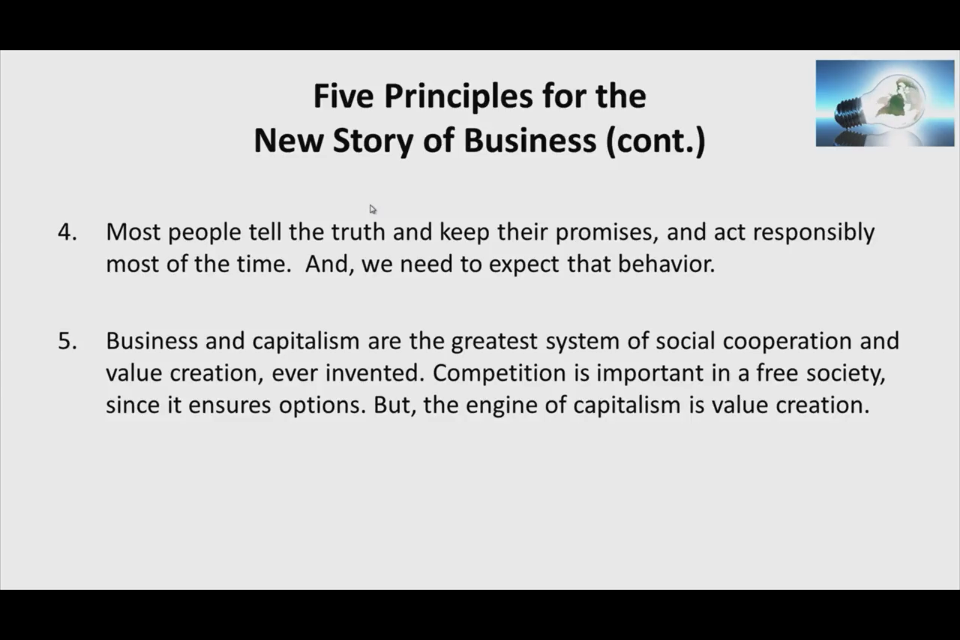 Five Principles for the
New Story of Business (cont.)
4. Most people tell the truth and keep their promises, and act responsibly
most of the time.  And, we need to expect that behavior.
5. Business and capitalism are the greatest system of social cooperation and
value creation, ever invented. Competition is important in a free society,
since it ensures options. But, the engine of capitalism is value creation.